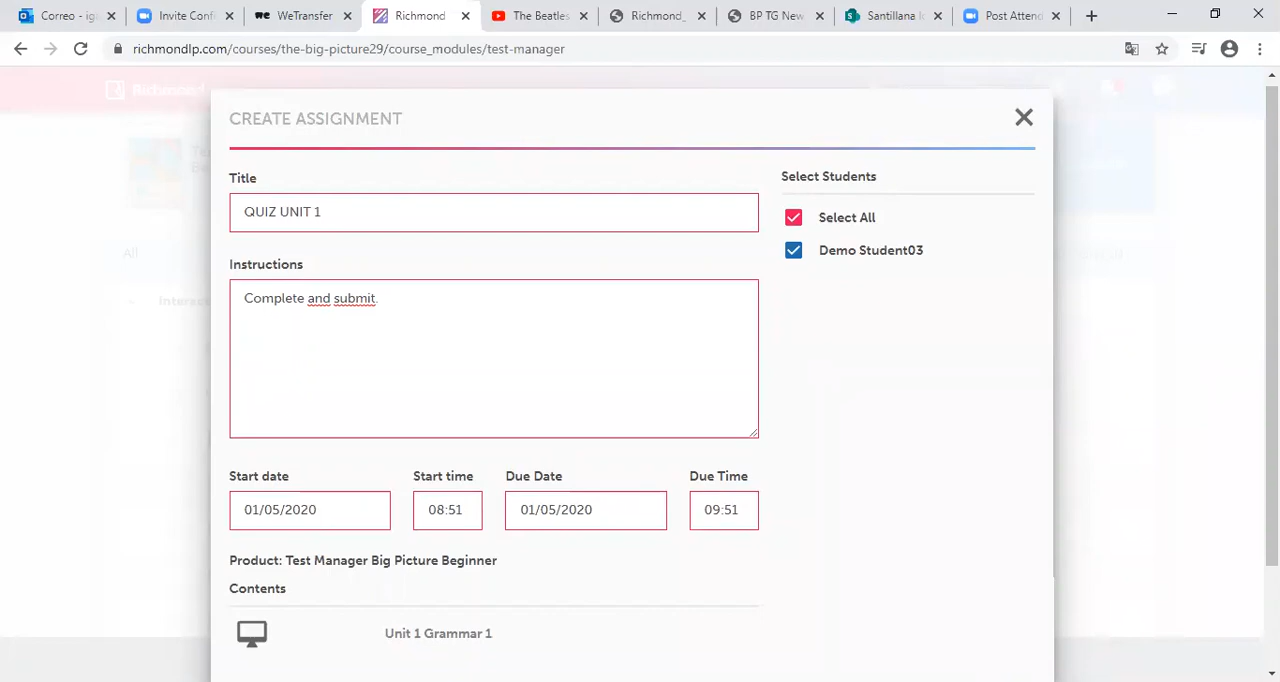 Correo - ig
Invite Confi
WeTransfer
Richmond
The Beatles
Richmond_
BP TG New
Santillana
Post Attend
richmondlp.com/courses/the-big-picture29/course_modules/test-manager
Richmond
CREATE ASSIGNMENT
Title
QUIZ UNIT 1
Instructions
Complete and submit.
Start date
Start time
Due Date
Due Time
01/05/2020
08:51
01/05/2020
09:51
Product: Test Manager Big Picture Beginner
Contents
Unit 1 Grammar 1
Select Students
Select All
Demo Student03
All